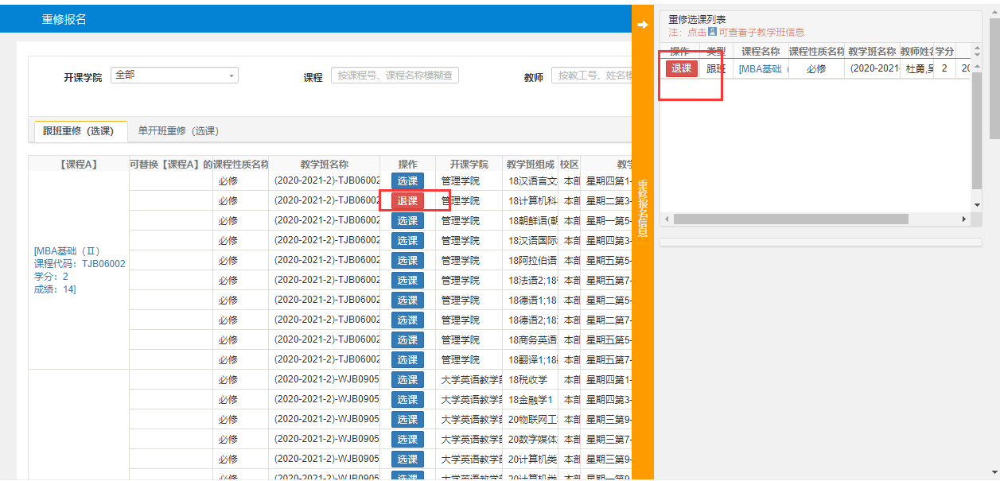 重修报名
开课学院 全部 课程 按课程号、课程名称模糊查 教师 按教工号、姓名模
跟班重修（选课） 单开班重修（选课）
【课程A】 可替换【课程A】的 课程性质名称 教学班名称 操作 开课学院 教学班组成 校区 教学
[MBA基础（Ⅱ）
课程代码：TJB06002
学分：2
成绩：14]
必修 (2020-2021-2)-TJB06002 选课 管理学院 18汉语言文 本部 星期四第1-
必修 (2020-2021-2)-TJB06002 退课 管理学院 18计算机科 本部 星期二第3-
必修 (2020-2021-2)-TJB06002 选课 管理学院 18朝鲜语(朝 本部 星期一第5-
必修 (2020-2021-2)-TJB06002 选课 管理学院 18汉语国际 本部 星期四第3-
必修 (2020-2021-2)-TJB06002 选课 管理学院 18阿拉伯语 本部 星期五第5-
必修 (2020-2021-2)-TJB06002 选课 管理学院 18法语2;18 本部 星期五第7-
必修 (2020-2021-2)-TJB06002 选课 管理学院 18德语1;18 本部 星期二第5-
必修 (2020-2021-2)-TJB06002 选课 管理学院 18德语2;18 本部 星期二第7-
必修 (2020-2021-2)-TJB06002 选课 管理学院 18商务英语 本部 星期五第5-
必修 (2020-2021-2)-TJB06002 选课 管理学院 18翻译1;18 本部 星期五第7-
必修 (2020-2021-2)-WJB0905 选课 大学英语教学部 18税收学 本部 星期四第1-
必修 (2020-2021-2)-WJB0905 选课 大学英语教学部 18金融学1 本部 星期四第3-
必修 (2020-2021-2)-WJB0905 选课 大学英语教学部 20物联网工 本部 星期三第9-
必修 (2020-2021-2)-WJB0905 选课 大学英语教学部 20数字媒体 本部 星期三第7-
必修 (2020-2021-2)-WJB0905 选课 大学英语教学部 20计算机类 本部 星期三第9-
必修 (2020-2021-2)-WJB0905 选课 大学英语教学部 20计算机类 本部 星期一第9-
重修报名信息
重修选课列表
注：点击可查看子教学班信息
操作 类型 课程名称 课程性质名称 教学班名称 教师姓名 学分
退课 跟班 [MBA基础（ 必修 (2020-2021- 杜勇,吴 2 20